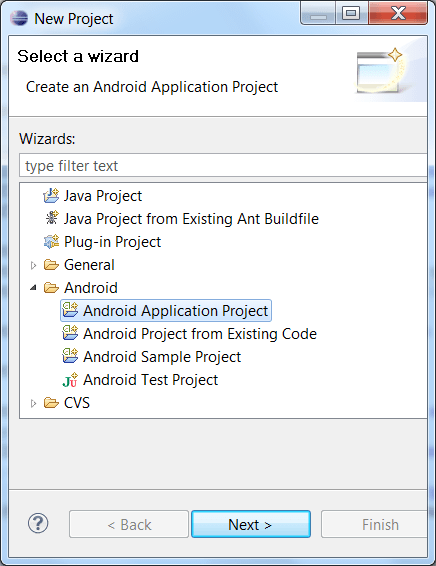 New Project
Select a wizard
Create an Android Application Project
Wizards:
type filter text
Java Project
Java Project from Existing Ant Buildfile
Plug-in Project
General
Android
Android Application Project
Android Project from Existing Code
Android Sample Project
Android Test Project
CVS
? < Back Next > Finish